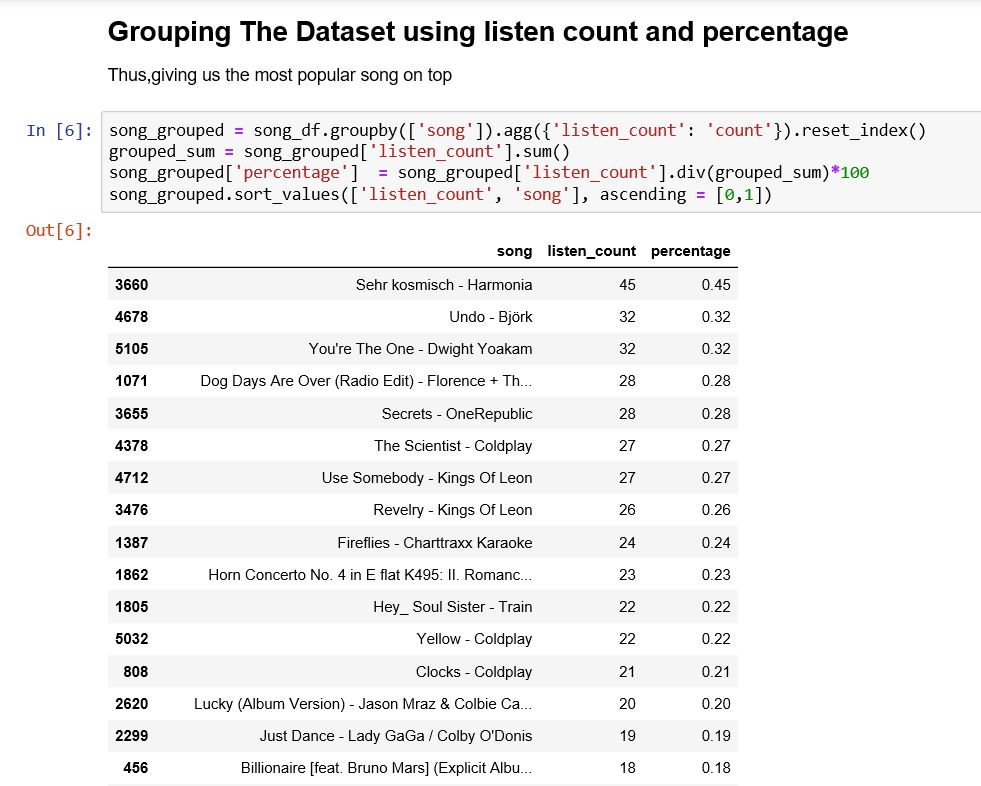 Grouping The Dataset using listen count and percentage
Thus,giving us the most popular song on top
In [6]: song_grouped = song_df.groupby(['song']).agg({'listen_count': 'count'}).reset_index()
grouped_sum = song_grouped['listen_count'].sum()
song_grouped['percentage']  = song_grouped['listen_count'].div(grouped_sum)*100
song_grouped.sort_values(['listen_count', 'song'], ascending = [0,1])
Out[6]:
song listen_count percentage
3660 Sehr kosmisch - Harmonia 45 0.45
4678 Undo - Björk 32 0.32
5105 You're The One - Dwight Yoakam 32 0.32
1071 Dog Days Are Over (Radio Edit) - Florence + Th... 28 0.28
3655 Secrets - OneRepublic 28 0.28
4378 The Scientist - Coldplay 27 0.27
4712 Use Somebody - Kings Of Leon 27 0.27
3476 Revelry - Kings Of Leon 26 0.26
1387 Fireflies - Charttraxx Karaoke 24 0.24
1862 Horn Concerto No. 4 in E flat K495: II. Romanc... 23 0.23
1805 Hey_ Soul Sister - Train 22 0.22
5032 Yellow - Coldplay 22 0.22
808 Clocks - Coldplay 21 0.21
2620 Lucky (Album Version) - Jason Mraz & Colbie Ca... 20 0.20
2299 Just Dance - Lady GaGa / Colby O'Donis 19 0.19
456 Billionaire [feat. Bruno Mars] (Explicit Albu... 18 0.18